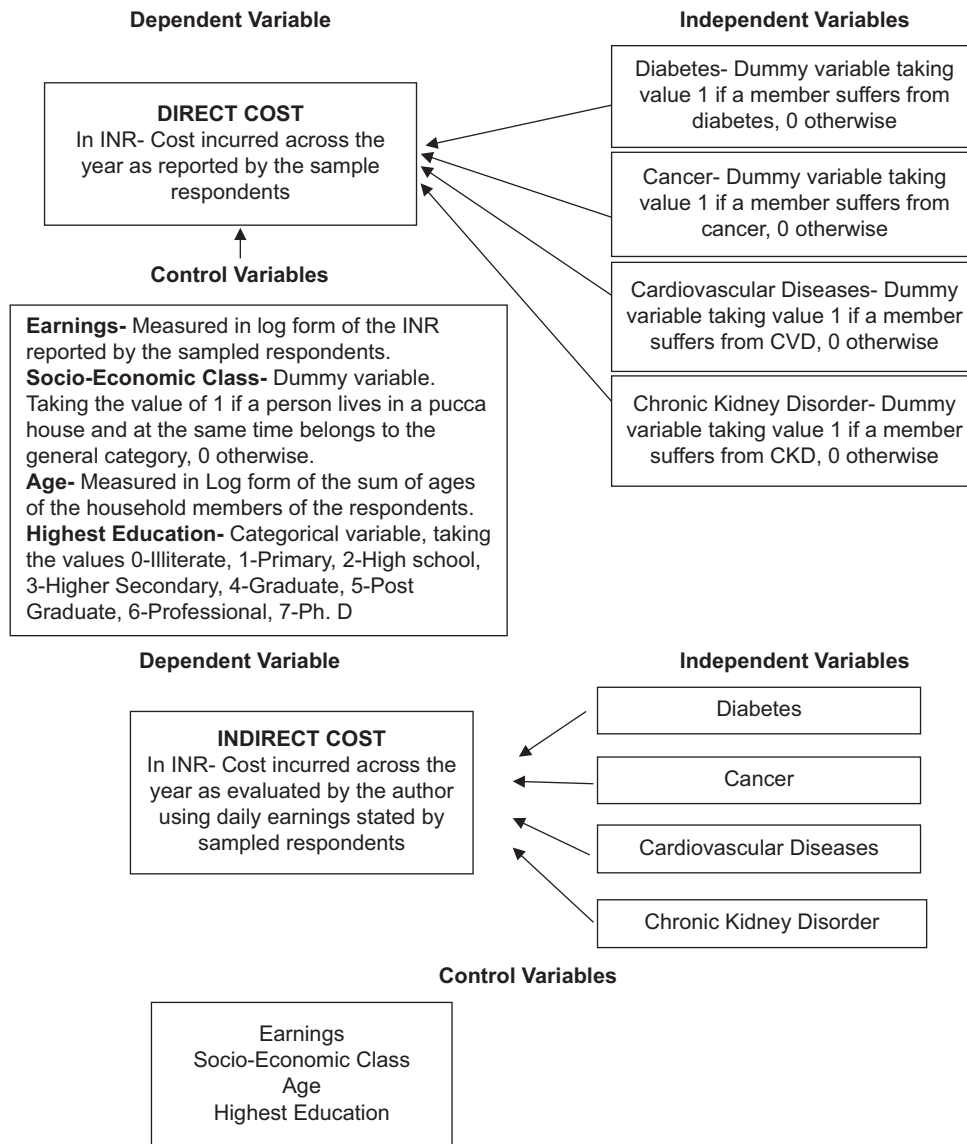 Dependent Variable
Independent Variables
DIRECT COST
In INR- Cost incurred across the
year as reported by the sample
respondents
Diabetes- Dummy variable taking
value 1 if a member suffers from
diabetes, 0 otherwise
Cancer- Dummy variable taking
value 1 if a member suffers from
cancer, 0 otherwise
Cardiovascular Diseases- Dummy
variable taking value 1 if a member
suffers from CVD, 0 otherwise
Chronic Kidney Disorder- Dummy
variable taking value 1 if a member
suffers from CKD, 0 otherwise
Control Variables
Earnings- Measured in log form of the INR
reported by the sampled respondents.
Socio-Economic Class- Dummy variable.
Taking the value of 1 if a person lives in a pucca
house and at the same time belongs to the
general category, 0 otherwise.
Age- Measured in Log form of the sum of ages
of the household members of the respondents.
Highest Education- Categorical variable, taking
the values 0-Illiterate, 1-Primary, 2-High school,
3-Higher Secondary, 4-Graduate, 5-Post
Graduate, 6-Professional, 7-Ph. D
Dependent Variable
Independent Variables
INDIRECT COST
In INR- Cost incurred across the
year as evaluated by the author
using daily earnings stated by
sampled respondents
Diabetes
Cancer
Cardiovascular Diseases
Chronic Kidney Disorder
Control Variables
Earnings
Socio-Economic Class
Age
Highest Education